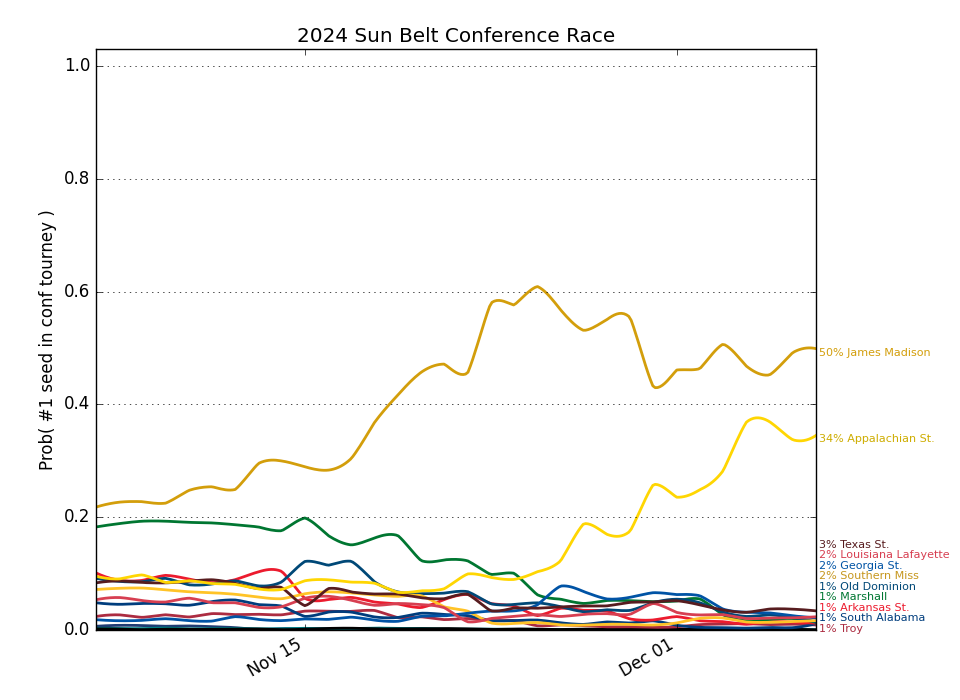 2024 Sun Belt Conference Race
Prob( #1 seed in conf tourney )
1.0
0.8
0.6
0.4
0.2
0.0
Nov 15
Dec 01
50% James Madison
34% Appalachian St.
3% Texas St.
2% Louisiana Lafayette
2% Georgia St.
2% Southern Miss
1% Old Dominion
1% Marshall
1% Arkansas St.
1% South Alabama
1% Troy